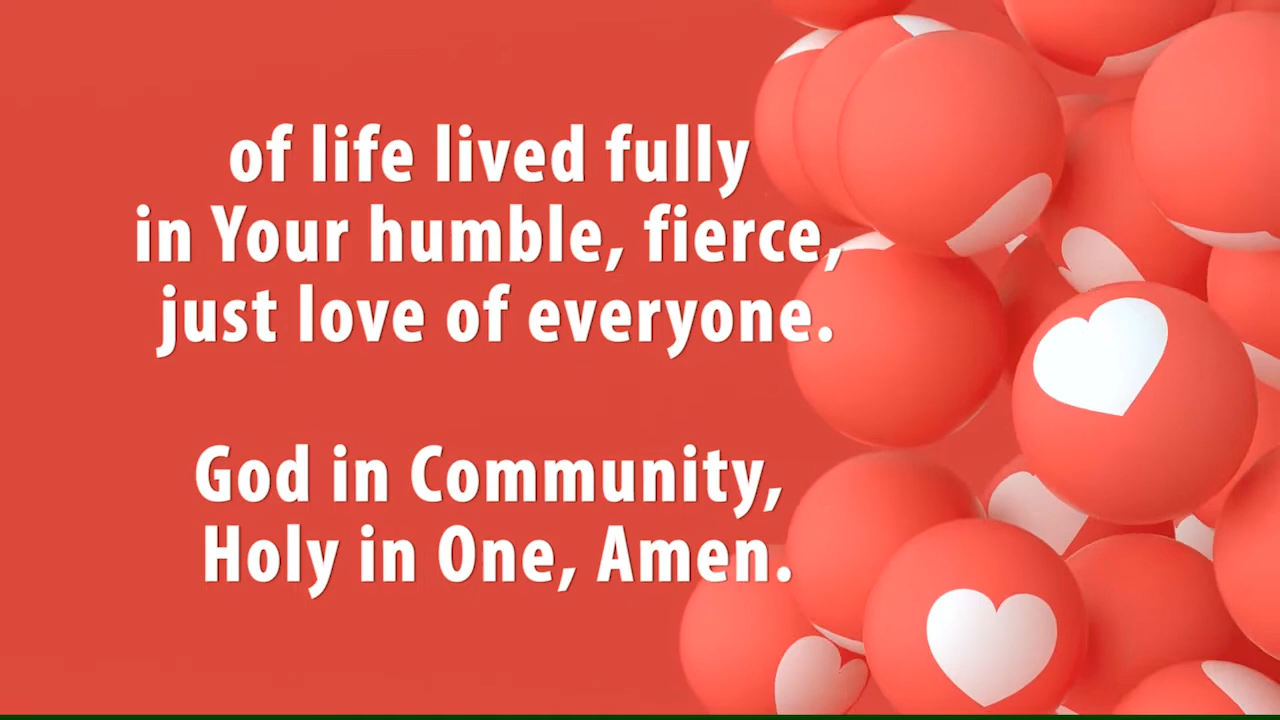 of life lived fully
in Your humble, fierce,
just love of everyone.
God in Community,
Holy in One, Amen.